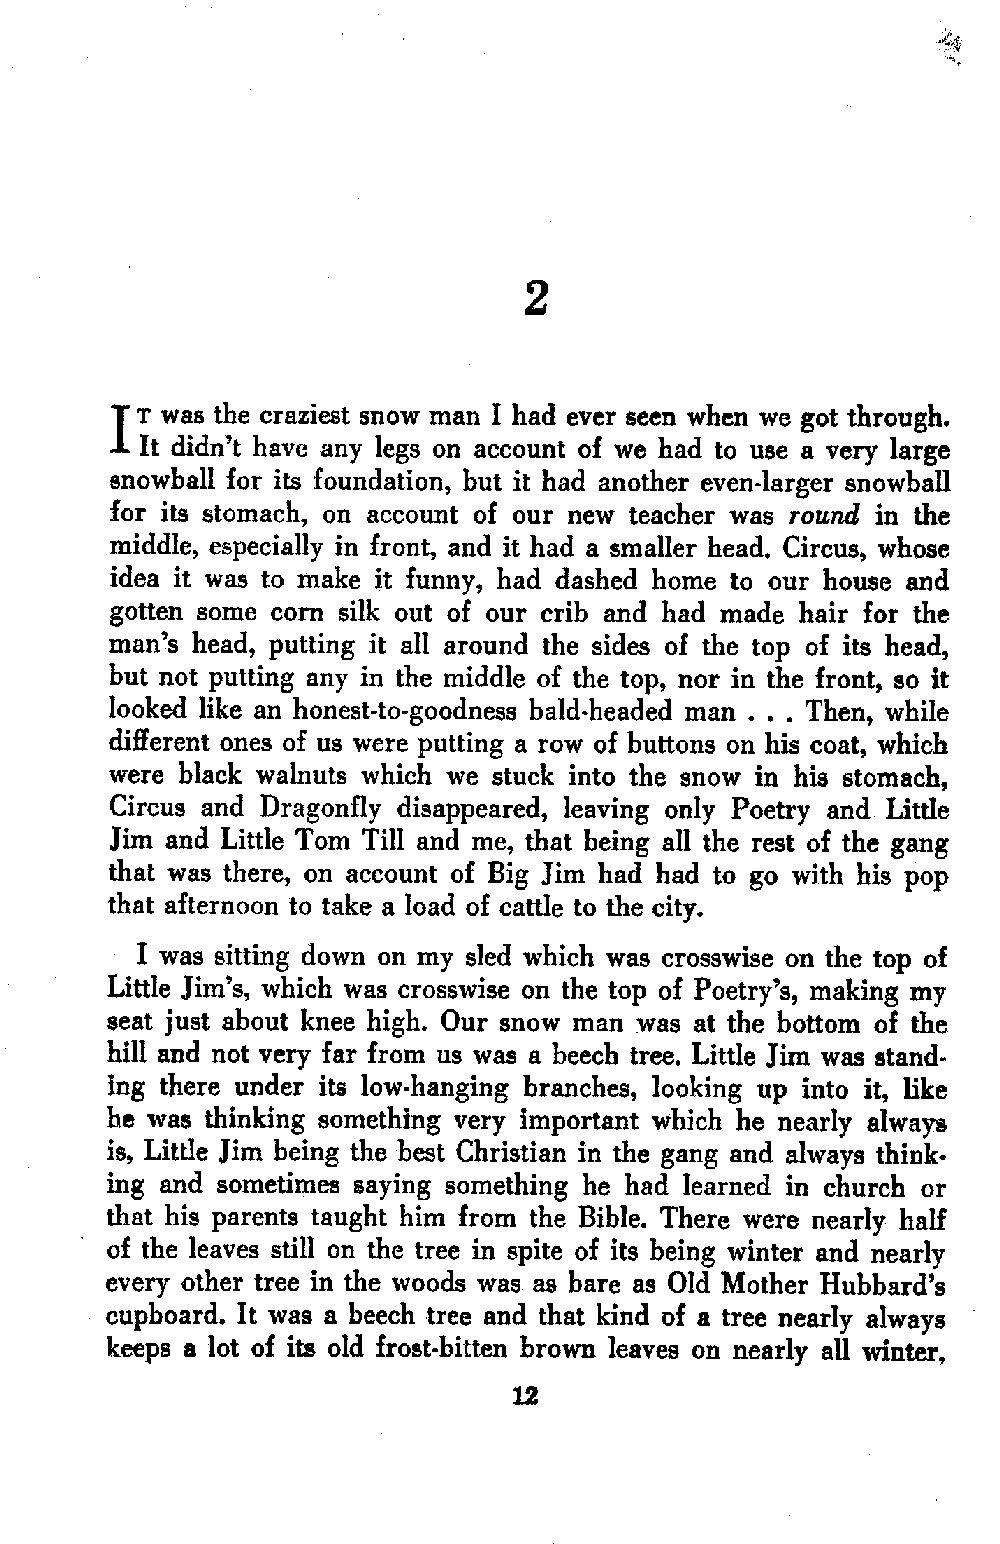 2
IT was the craziest snow man I had ever seen when we got through.
It didn't have any legs on account of we had to use a very large
snowball for its foundation, but it had another even-larger snowball
for its stomach, on account of our new teacher was round in the
middle, especially in front, and it had a smaller head. Circus, whose
idea it was to make it funny, had dashed home to our house and
gotten some corn silk out of our crib and had made hair for the
man's head, putting it all around the sides of the top of its head,
but not putting any in the middle of the top, nor in the front, so it
looked like an honest-to-goodness bald-headed man . . . Then, while
different ones of us were putting a row of buttons on his coat, which
were black walnuts which we stuck into the snow in his stomach,
Circus and Dragonfly disappeared, leaving only Poetry and Little
Jim and Little Tom Till and me, that being all the rest of the gang
that was there, on account of Big Jim had had to go with his pop
that afternoon to take a load of cattle to the city.
I was sitting down on my sled which was crosswise on the top of
Little Jim's, which was crosswise on the top of Poetry's, making my
seat just about knee high. Our snow man was at the bottom of the
hill and not very far from us was a beech tree. Little Jim was stand-
ing there under its low-hanging branches, looking up into it, like
he was thinking something very important which he nearly always
is, Little Jim being the best Christian in the gang and always think-
ing and sometimes saying something he had learned in church or
that his parents taught him from the Bible. There were nearly half
of the leaves still on the tree in spite of its being winter and nearly
every other tree in the woods was as bare as Old Mother Hubbard's
cupboard. It was a beech tree and that kind of a tree nearly always
keeps a lot of its old frost-bitten brown leaves on nearly all winter,
12